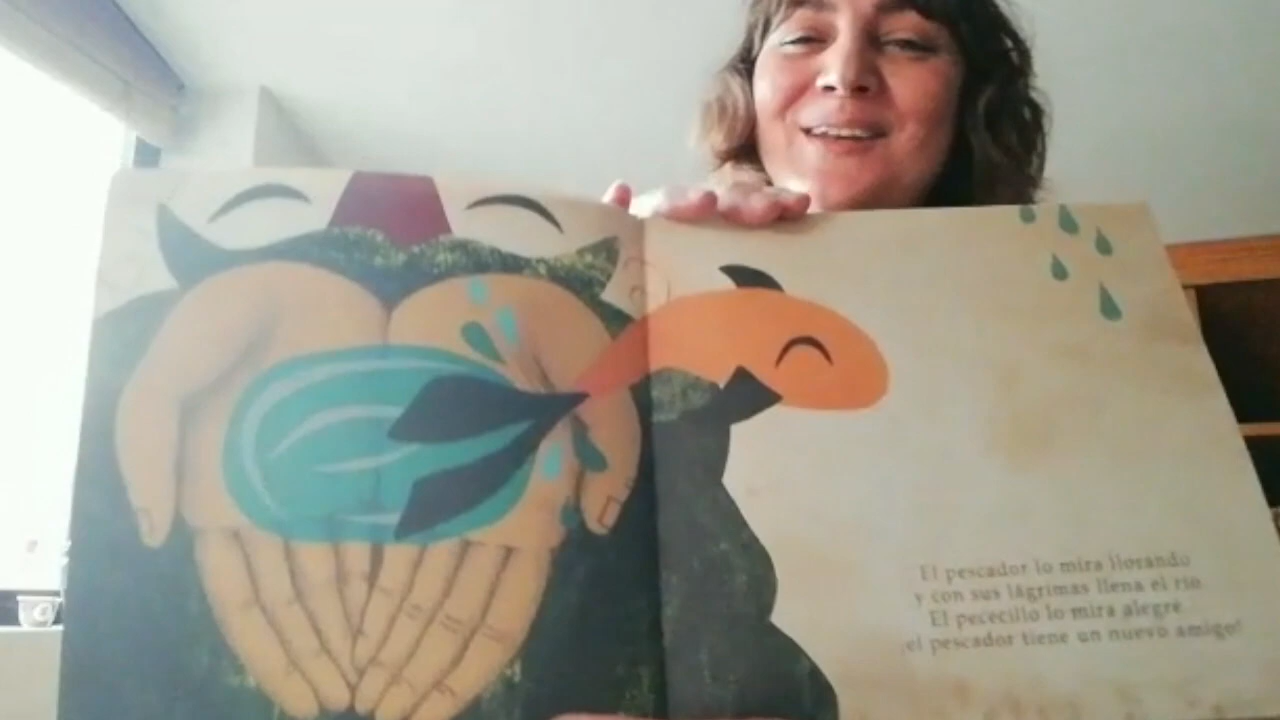 El pescador lo mira llorando
y con sus lágrimas llena el río.
El pececillo lo mira alegre
¡el pescador tiene un nuevo amigo!